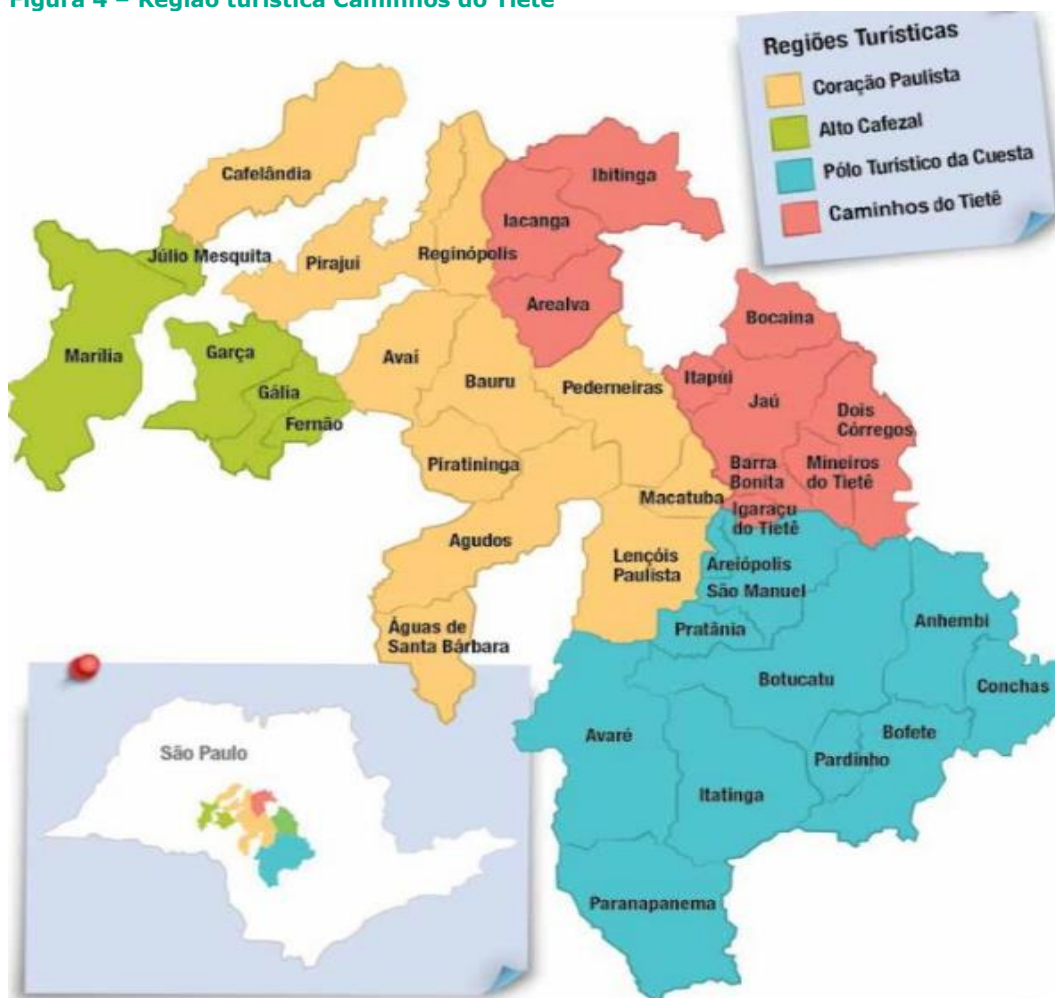 Figura 4 – Região turística Caminhos do Tietê
Regiões Turísticas
Coração Paulista
Alto Cafezal
Pólo Turístico da Cuesta
Caminhos do Tietê
Cafelândia
Ibitinga
Iacanga
Júlio Mesquita
Pirajuí
Reginópolis
Arealva
Bocaina
Marília
Garça
Avaí
Bauru
Pederneiras
Itapuí
Jaú
Dois
Córregos
Gália
Fernão
Piratininga
Barra
Bonita
Mineiros
do Tietê
Macatuba
Igaraçu
do Tietê
Agudos
Lençóis
Paulista
Areiópolis
São Manuel
Águas de
Santa Bárbara
Pratânia
Anhembi
Botucatu
Conchas
Avaré
Bofete
Pardinho
Itatinga
Paranapanema
São Paulo